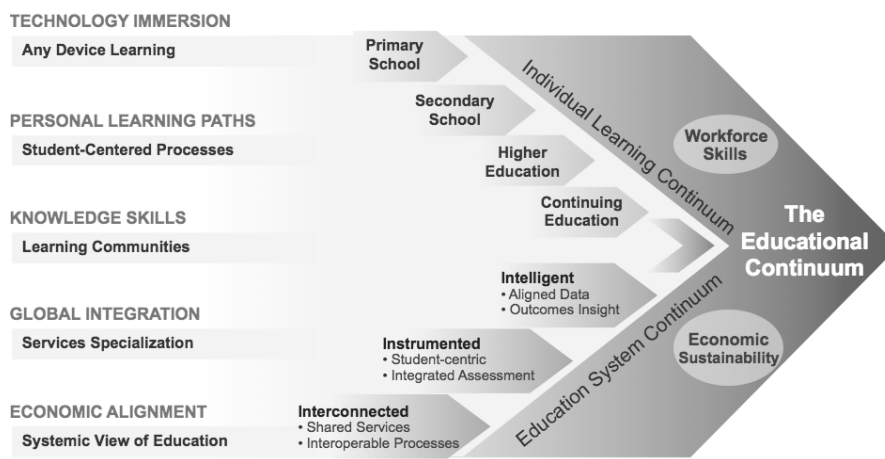 TECHNOLOGY IMMERSION
Any Device Learning
PERSONAL LEARNING PATHS
Student-Centered Processes
KNOWLEDGE SKILLS
Learning Communities
GLOBAL INTEGRATION
Services Specialization
ECONOMIC ALIGNMENT
Systemic View of Education
Primary
School
Secondary
School
Higher
Education
Continuing
Education
Intelligent
• Aligned Data
• Outcomes Insight
Instrumented
• Student-centric
• Integrated Assessment
Interconnected
• Shared Services
• Interoperable Processes
Individual Learning Continuum
Education System Continuum
Workforce
Skills
The
Educational
Continuum
Economic
Sustainability